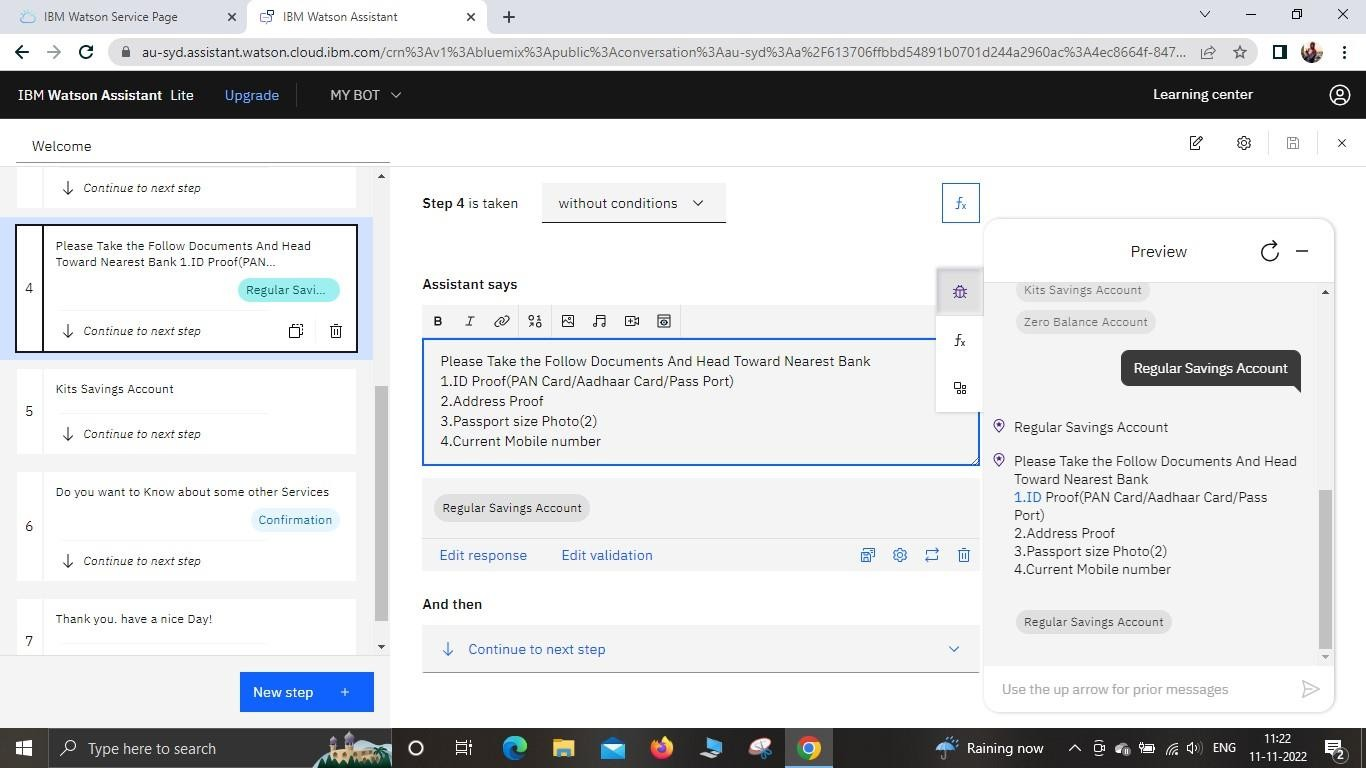 IBM Watson Service Page
IBM Watson Assistant
au-syd.assistant.watson.cloud.ibm.com/crn%3Av1%3Abluemix%3Apublic%3Aconversation%3Aau-syd%3Aa%2F613706ffbbd54891b0701d244a2960ac%3A4ec8664f-847...
IBM Watson Assistant Lite
Upgrade
MY BOT
Learning center
Welcome
Continue to next step
4
Please Take the Follow Documents And Head
Toward Nearest Bank 1.ID Proof(PAN...
Regular Savi...
Continue to next step
5
Kits Savings Account
Continue to next step
6
Do you want to Know about some other Services
Confirmation
Continue to next step
7
Thank you. have a nice Day!
New step +
Step 4 is taken
without conditions
fx
Assistant says
B I
Please Take the Follow Documents And Head Toward Nearest Bank
1.ID Proof(PAN Card/Aadhaar Card/Pass Port)
2.Address Proof
3.Passport size Photo(2)
4.Current Mobile number
Regular Savings Account
Edit response
Edit validation
And then
Continue to next step
fx
Preview
Kits Savings Account
Zero Balance Account
Regular Savings Account
Regular Savings Account
Please Take the Follow Documents And Head
Toward Nearest Bank
1.ID Proof(PAN Card/Aadhaar Card/Pass
Port)
2.Address Proof
3.Passport size Photo(2)
4.Current Mobile number
Regular Savings Account
Use the up arrow for prior messages
Type here to search
Raining now
ENG
11:22
11-11-2022
2